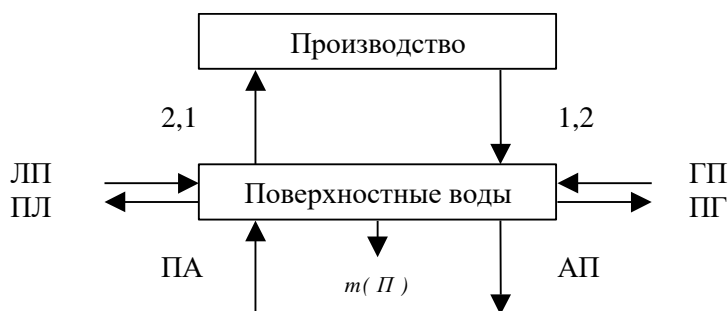 Производство
2,1 1,2
ЛП ГП
Поверхностные воды
ПЛ ПГ
ПА АП
m( П )